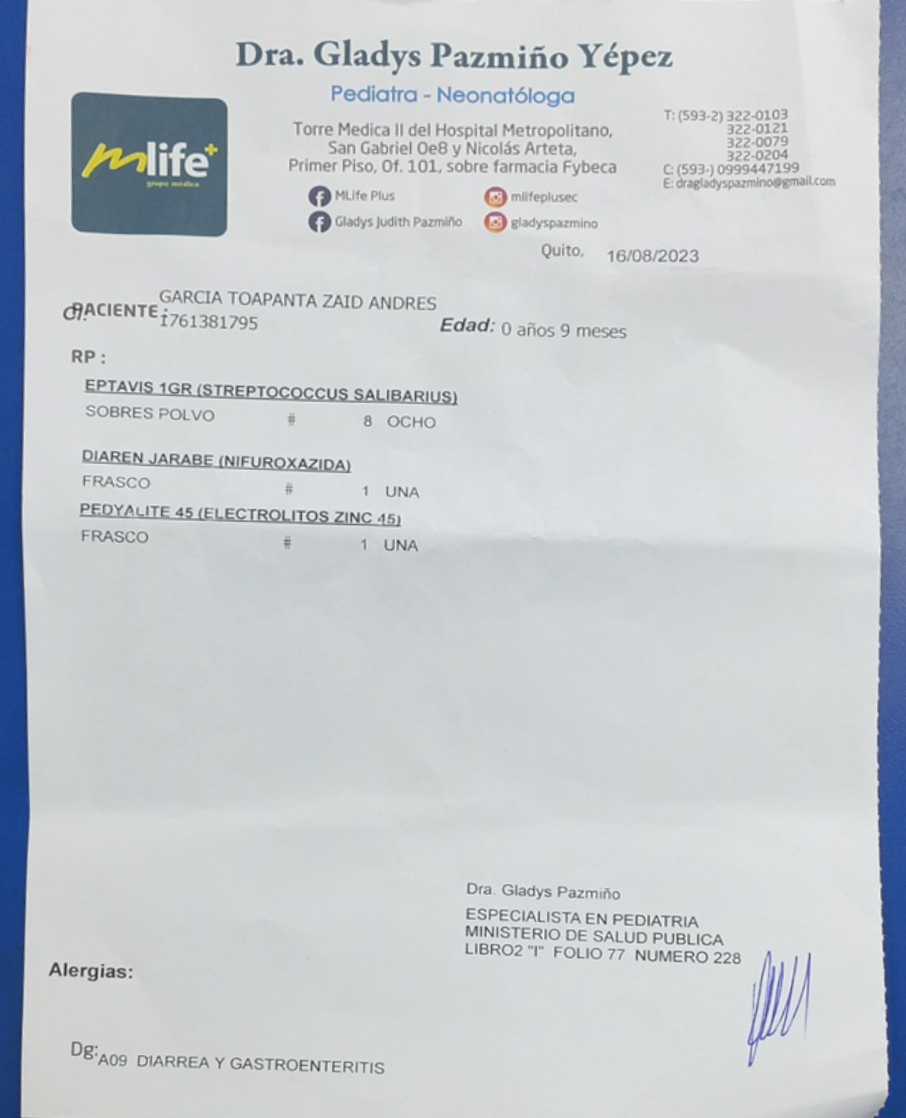 Dra. Gladys Pazmiño Yépez
Pediatra - Neonatóloga
mlife+
grupo médico
Torre Medica II del Hospital Metropolitano,
San Gabriel Oe8 y Nicolás Arteta,
Primer Piso, Of. 101, sobre farmacia Fybeca
MLife Plus mlifeplusec
Gladys Judith Pazmiño gladyspazmino
T: (593-2) 322-0103
322-0121
322-0079
322-0204
C: (593-) 0999447199
E: dragladyspazmino@gmail.com
Quito, 16/08/2023
PACIENTE: GARCIA TOAPANTA ZAID ANDRES
CI: 1761381795 Edad: 0 años 9 meses
RP :
EPTAVIS 1GR (STREPTOCOCCUS SALIBARIUS)
SOBRES POLVO # 8 OCHO
DIAREN JARABE (NIFUROXAZIDA)
FRASCO # 1 UNA
PEDYALITE 45 (ELECTROLITOS ZINC 45)
FRASCO # 1 UNA
Dra. Gladys Pazmiño
ESPECIALISTA EN PEDIATRIA
MINISTERIO DE SALUD PUBLICA
LIBRO2 "I" FOLIO 77 NUMERO 228
Alergias:
Dg: A09 DIARREA Y GASTROENTERITIS